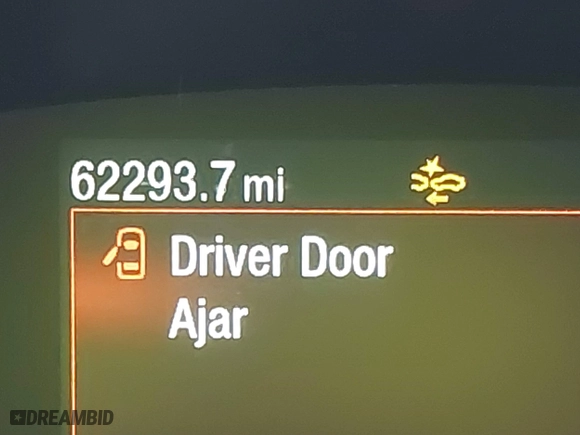 62293.7 mi
Driver Door
Ajar
DREAMBID